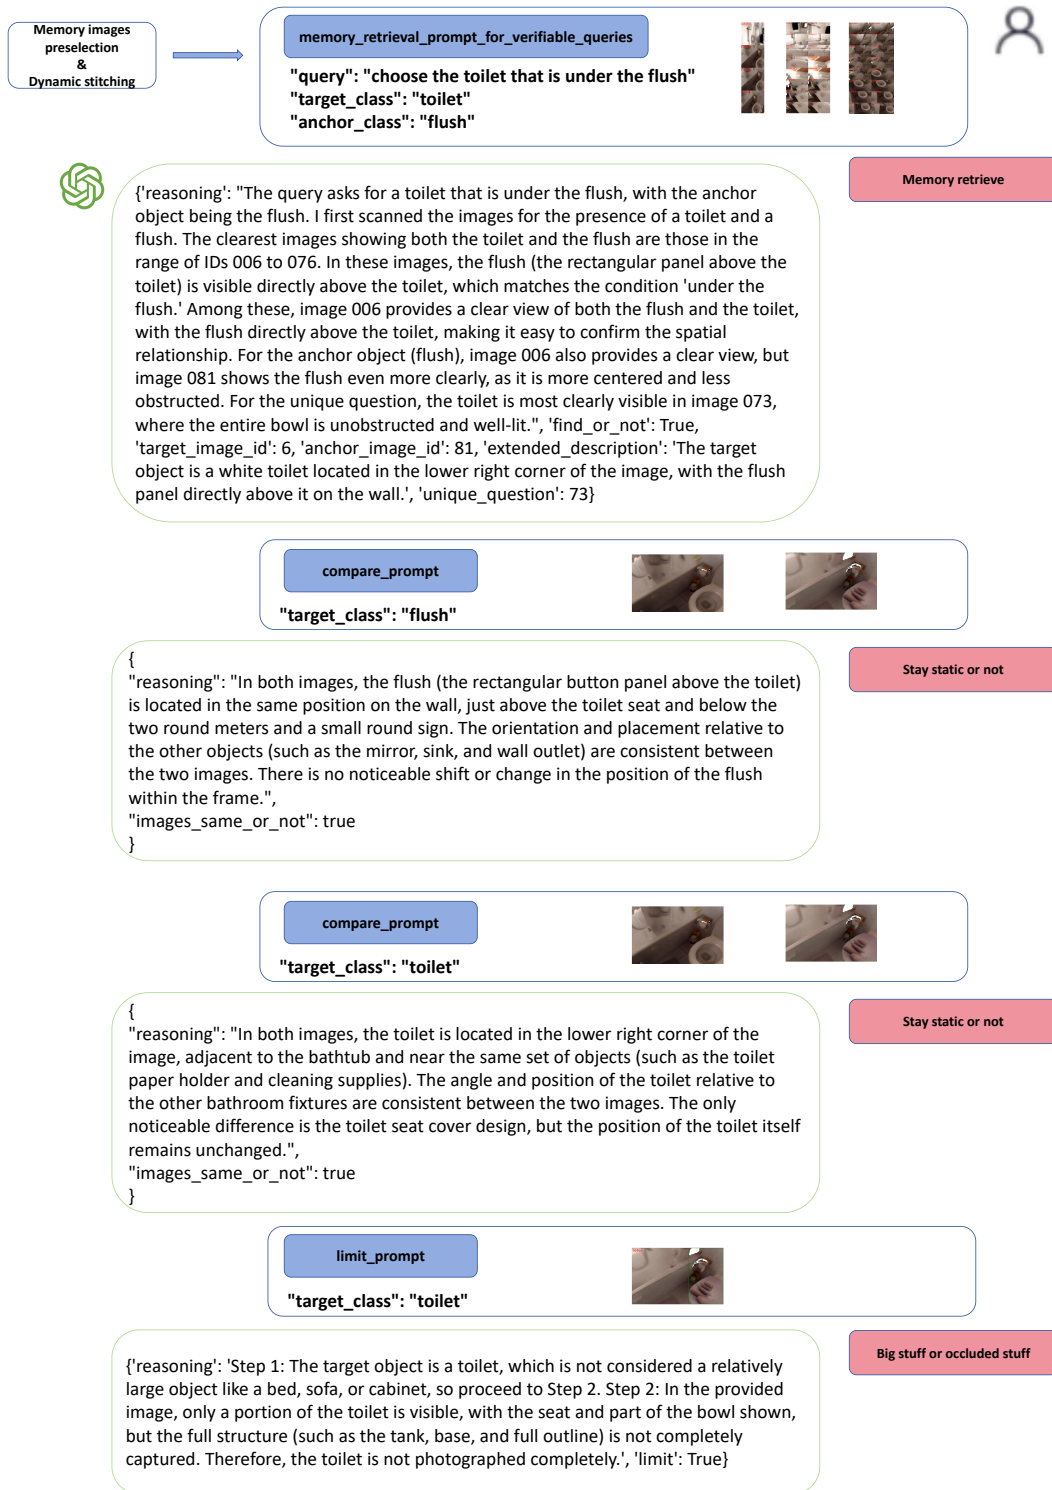 Memory images
preselection
&
Dynamic stitching
memory_retrieval_prompt_for_verifiable_queries
"query": "choose the toilet that is under the flush"
"target_class": "toilet"
"anchor_class": "flush"
Memory retrieve
{'reasoning': "The query asks for a toilet that is under the flush, with the anchor
object being the flush. I first scanned the images for the presence of a toilet and a
flush. The clearest images showing both the toilet and the flush are those in the
range of IDs 006 to 076. In these images, the flush (the rectangular panel above the
toilet) is visible directly above the toilet, which matches the condition 'under the
flush.' Among these, image 006 provides a clear view of both the flush and the toilet,
with the flush directly above the toilet, making it easy to confirm the spatial
relationship. For the anchor object (flush), image 006 also provides a clear view, but
image 081 shows the flush even more clearly, as it is more centered and less
obstructed. For the unique question, the toilet is most clearly visible in image 073,
where the entire bowl is unobstructed and well-lit.", 'find_or_not': True,
'target_image_id': 6, 'anchor_image_id': 81, 'extended_description': 'The target
object is a white toilet located in the lower right corner of the image, with the flush
panel directly above it on the wall.', 'unique_question': 73}
compare_prompt
"target_class": "flush"
Stay static or not
{
"reasoning": "In both images, the flush (the rectangular button panel above the toilet)
is located in the same position on the wall, just above the toilet seat and below the
two round meters and a small round sign. The orientation and placement relative to
the other objects (such as the mirror, sink, and wall outlet) are consistent between
the two images. There is no noticeable shift or change in the position of the flush
within the frame.",
"images_same_or_not": true
}
compare_prompt
"target_class": "toilet"
Stay static or not
{
"reasoning": "In both images, the toilet is located in the lower right corner of the
image, adjacent to the bathtub and near the same set of objects (such as the toilet
paper holder and cleaning supplies). The angle and position of the toilet relative to
the other bathroom fixtures are consistent between the two images. The only
noticeable difference is the toilet seat cover design, but the position of the toilet itself
remains unchanged.",
"images_same_or_not": true
}
limit_prompt
"target_class": "toilet"
Big stuff or occluded stuff
{'reasoning': 'Step 1: The target object is a toilet, which is not considered a relatively
large object like a bed, sofa, or cabinet, so proceed to Step 2. Step 2: In the provided
image, only a portion of the toilet is visible, with the seat and part of the bowl shown,
but the full structure (such as the tank, base, and full outline) is not completely
captured. Therefore, the toilet is not photographed completely.', 'limit': True}